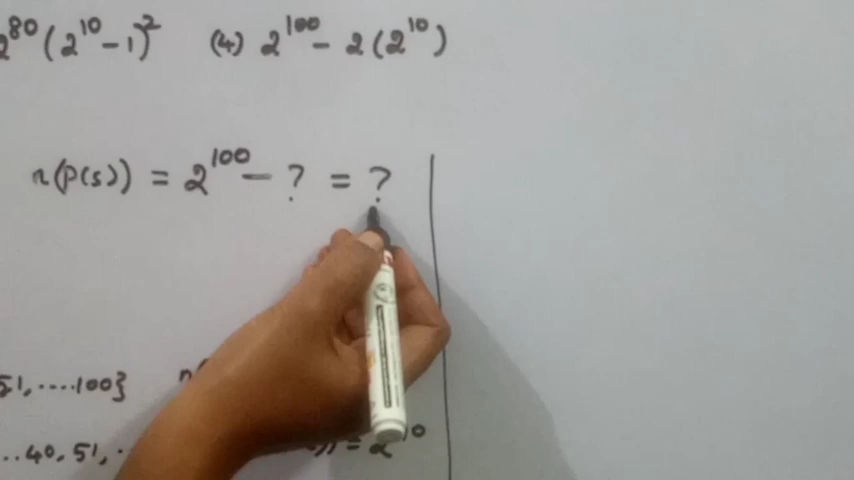 2^80 (2^10 - 1)^2 (4) 2^100 - 2 (2^10)
n(P(S)) = 2^100 - ? = ?
51, ....100}
..40, 51, = 2^10